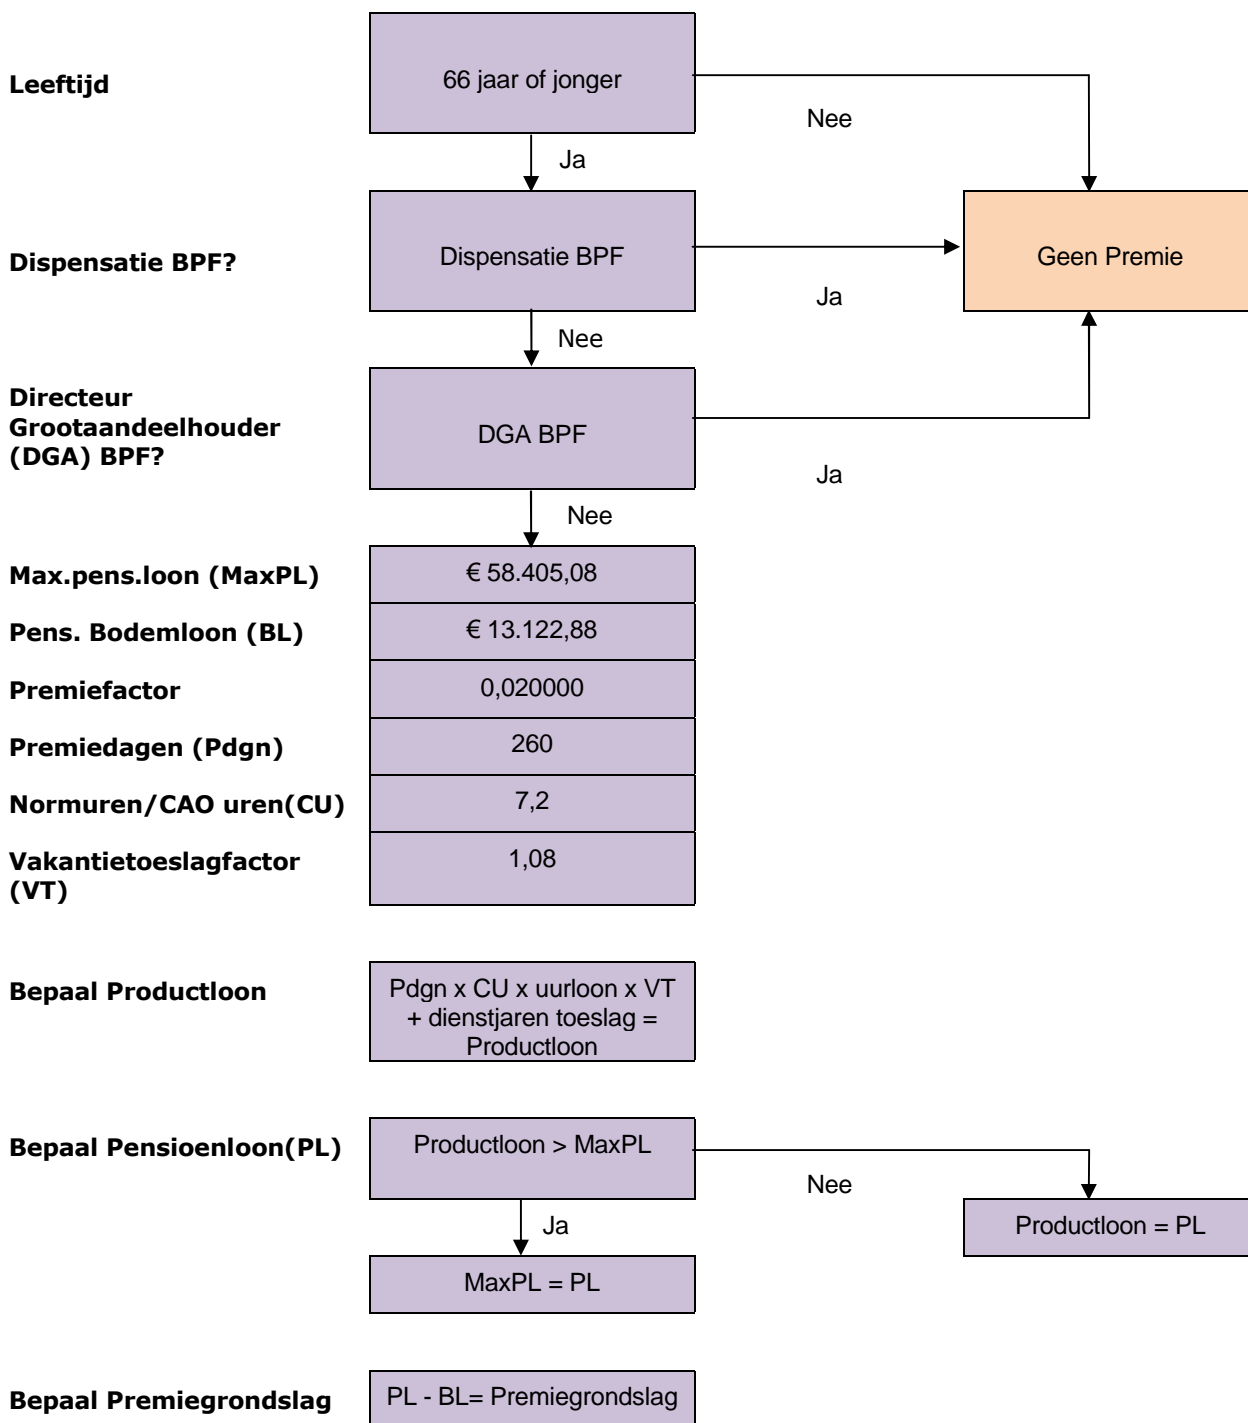 Leeftijd
66 jaar of jonger
Nee
Ja
Dispensatie BPF?
Dispensatie BPF
Geen Premie
Ja
Nee
Directeur
Grootaandeelhouder
(DGA) BPF?
DGA BPF
Ja
Nee
Max.pens.loon (MaxPL)
€ 58.405,08
Pens. Bodemloon (BL)
€ 13.122,88
Premiefactor
0,020000
Premiedagen (Pdgn)
260
Normuren/CAO uren(CU)
7,2
Vakantietoeslagfactor
(VT)
1,08
Bepaal Productloon
Pdgn x CU x uurloon x VT
+ dienstjaren toeslag =
Productloon
Bepaal Pensioenloon(PL)
Productloon > MaxPL
Nee
Ja
Productloon = PL
MaxPL = PL
Bepaal Premiegrondslag
PL - BL= Premiegrondslag